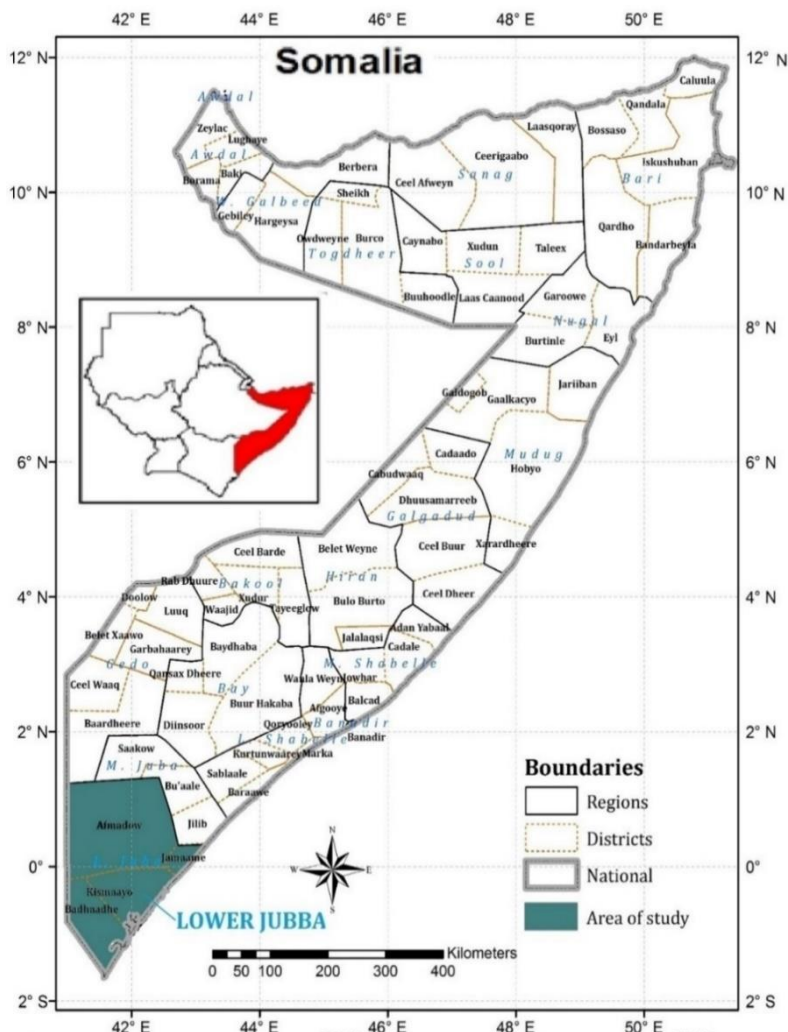 42° E 44° E 46° E 48° E 50° E
12° N 12° N
Somalia
Caluula
Awdal
Qandala
Zeylac
Laasqoray
Bossaso
Lughaye
Berbera
Ceerigaabo
Iskushuban
Awdal
Baki
Borama
Ceel Afweyn
Sanag
Bari
10° N 10° N
Sheikh
W. Galbeed
Gebiley
Hargeysa
Qardho
Owdweyne
Burco
Caynabo
Xudun
Taleex
Bandarbeyla
Togdheer
Sool
Buuhoodle
Laas Caanood
Garoowe
8° N 8° N
Nugal
Burtinle
Eyl
Galdogob
Gaalkacyo
Jariiban
Cadaado
Mudug
6° N 6° N
Hobyo
Cabudwaaq
Dhuusamarreeb
Galgadud
Ceel Barde
Belet Weyne
Ceel Buur
Xarardheere
Rab Dhuure
Bakool
Hiran
4° N 4° N
Doolow
Luuq
Waajid
Xudur
Tayeeglow
Bulo Burto
Ceel Dheer
Belet Xaawo
Garbahaarey
Baydhaba
Jalalaqsi
Adan Yabaal
Cadale
Gedo
Qansax Dheere
M. Shabelle
Ceel Waaq
Bay
Wanla Weyn
Jowhar
Buur Hakaba
Afgooye
Balcad
Baardheere
Diinsoor
Qoryooley
Banadir
2° N 2° N
L. Shabelle
Banadir
Saakow
Kurtunwaarey
Marka
M. Juba
Sablaale
Bu'aale
Baraawe
Boundaries
Regions
Afmadow
Jilib
Districts
Jamaame
N
W E
S
0° 0°
L. Juba
National
Kismaayo
Badhaadhe
LOWER JUBBA
Area of study
Kilometers
0 50 100 200 300 400
2° S 2° S
42° E 44° E 46° E 48° E 50° E